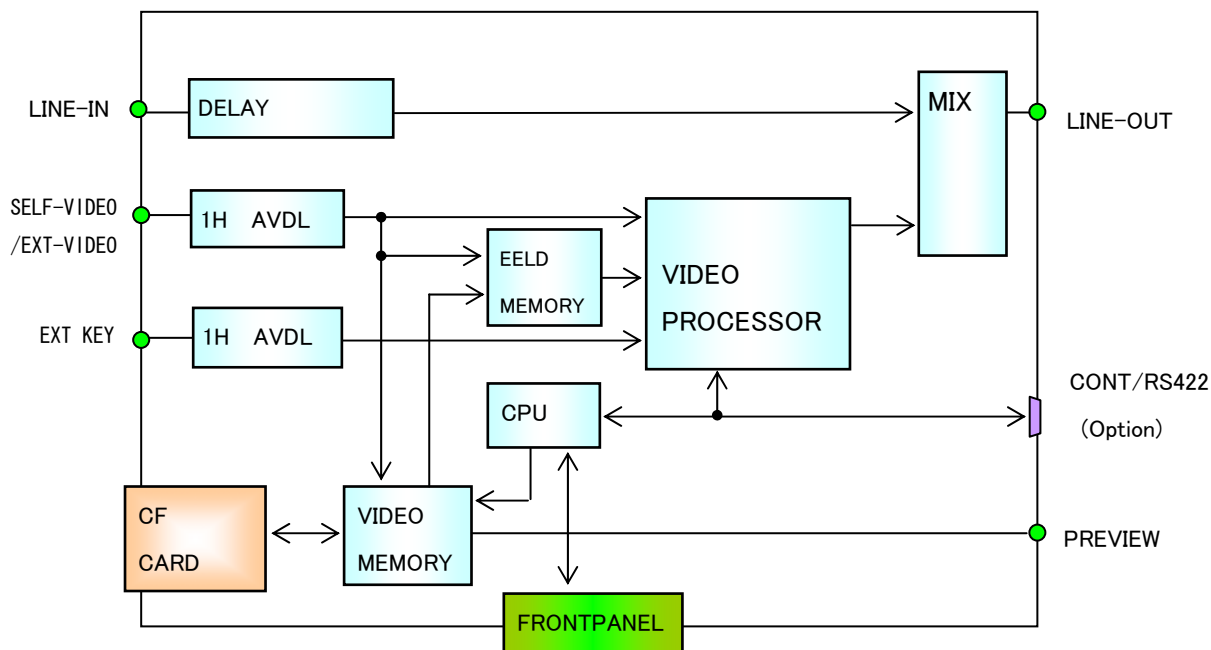 LINE-IN
DELAY
MIX
LINE-OUT
SELF-VIDEO
/EXT-VIDEO
1H AVDL
EELD
MEMORY
VIDEO
PROCESSOR
EXT KEY
1H AVDL
CPU
CONT/RS422
(Option)
CF
CARD
VIDEO
MEMORY
PREVIEW
FRONTPANEL